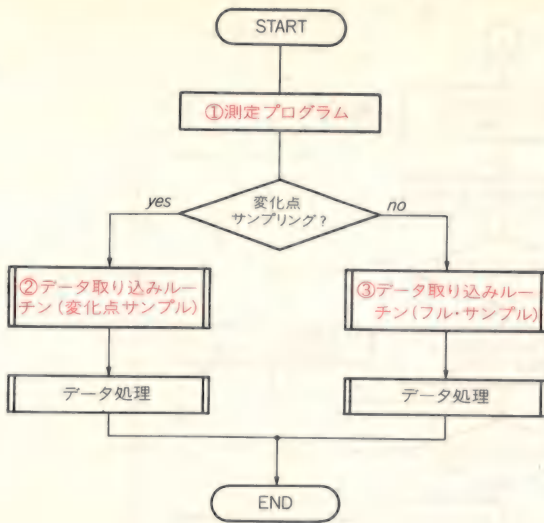 START
①測定プログラム
変化点
サンプリング?
yes
no
②データ取り込みルー
チン(変化点サンプル)
③データ取り込みルー
チン(フル・サンプル)
データ処理
データ処理
END